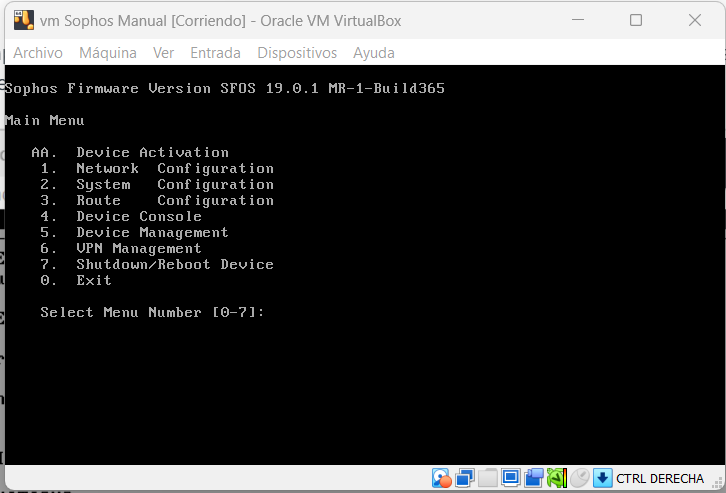 vm Sophos Manual [Corriendo] - Oracle VM VirtualBox
Archivo Máquina Ver Entrada Dispositivos Ayuda
Sophos Firmware Version SFOS 19.0.1 MR-1-Build365
Main Menu
AA. Device Activation
1. Network Configuration
2. System Configuration
3. Route Configuration
4. Device Console
5. Device Management
6. VPN Management
7. Shutdown/Reboot Device
0. Exit
Select Menu Number [0-7]:
CTRL DERECHA